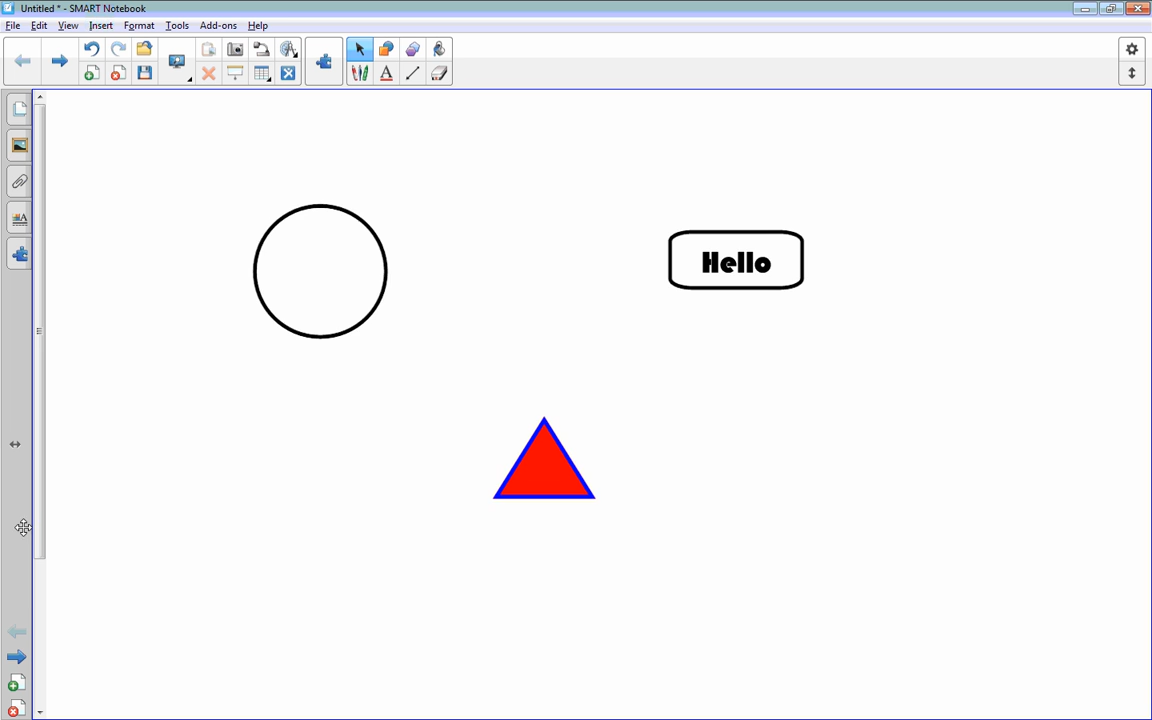 Untitled * - SMART Notebook
File Edit View Insert Format Tools Add-ons Help
Hello